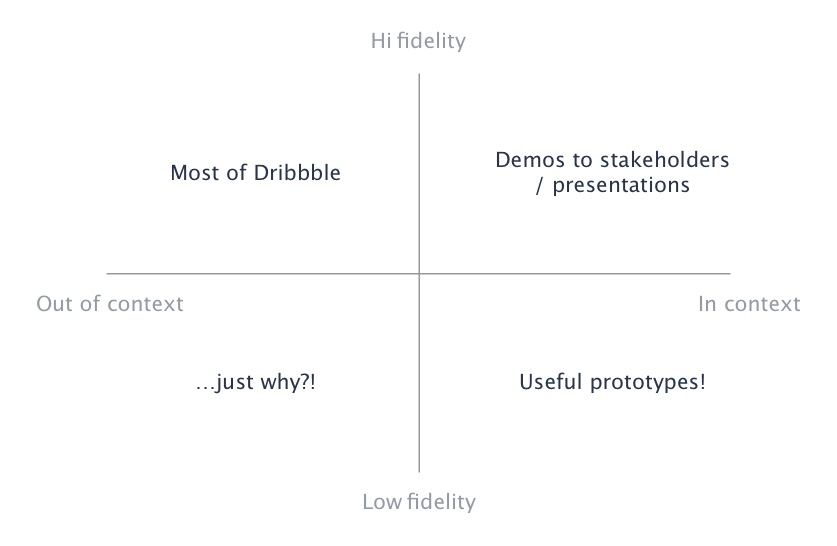 Hi fidelity
Most of Dribbble
Demos to stakeholders
/ presentations
Out of context
In context
…just why?!
Useful prototypes!
Low fidelity